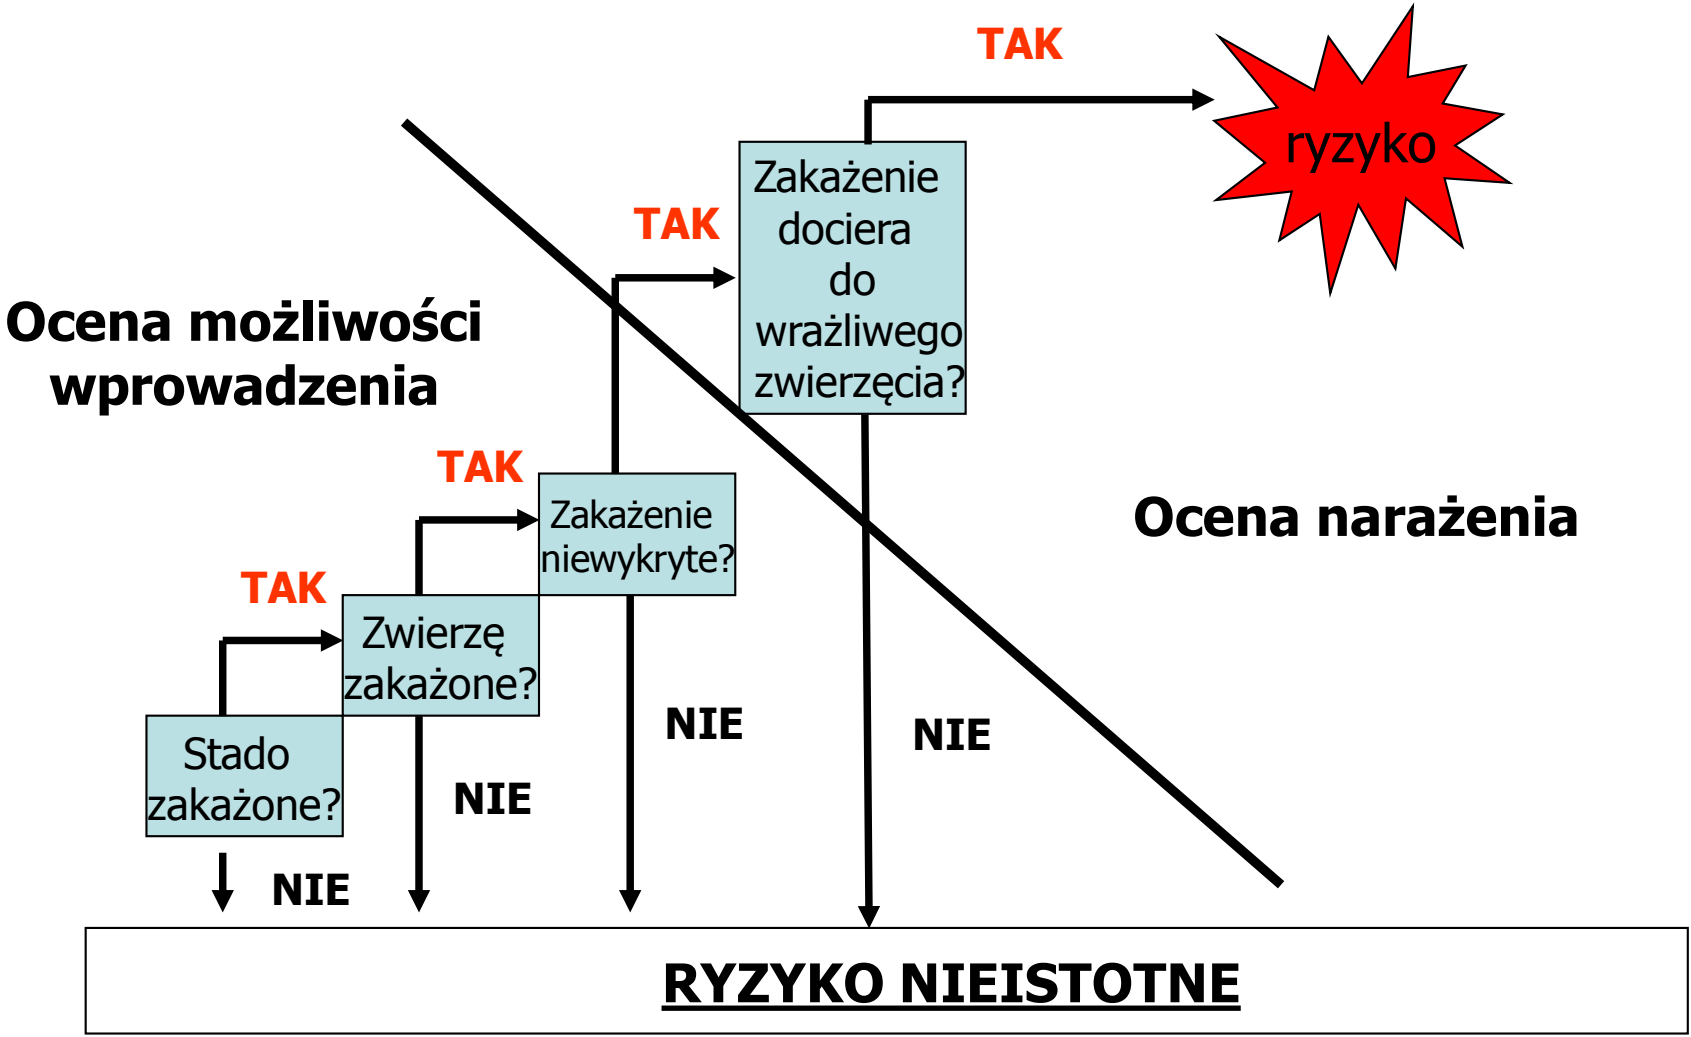 TAK
ryzyko
Zakażenie
dociera
do
wrażliwego
zwierzęcia?
TAK
Ocena możliwości
wprowadzenia
TAK
Zakażenie
niewykryte?
Ocena narażenia
TAK
Zwierzę
zakażone?
Stado
zakażone?
NIE
NIE
NIE
NIE
RYZYKO NIEISTOTNE